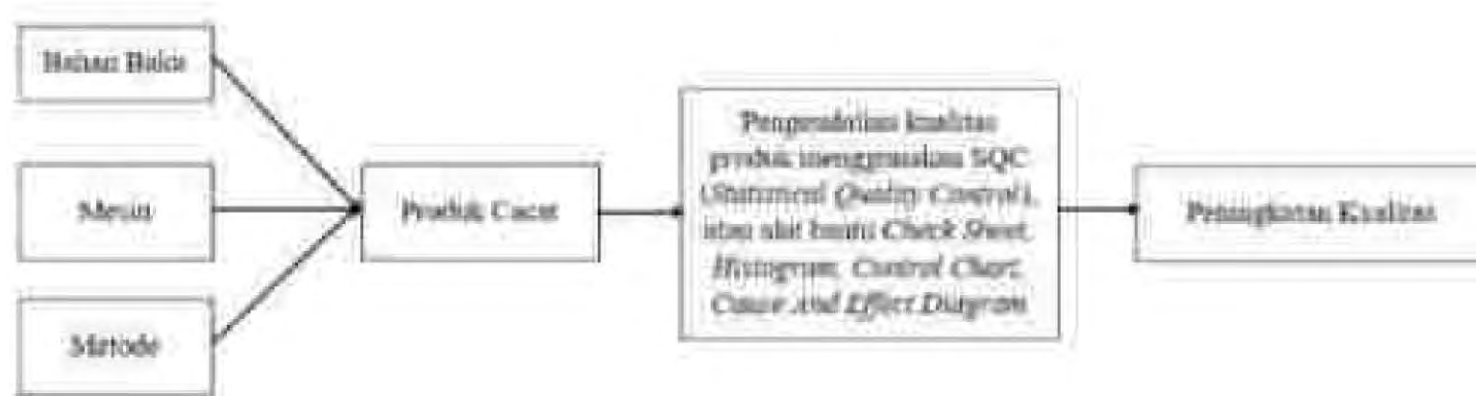 Bahan Baku
Mesin
Metode
Produk Cacat
Pengendalian kualitas
produk menggunakan SQC
(Statistical Quality Control),
atau alat bantu Check Sheet,
Histogram, Control Chart,
Cause And Effect Diagram
Peningkatan Kualitas